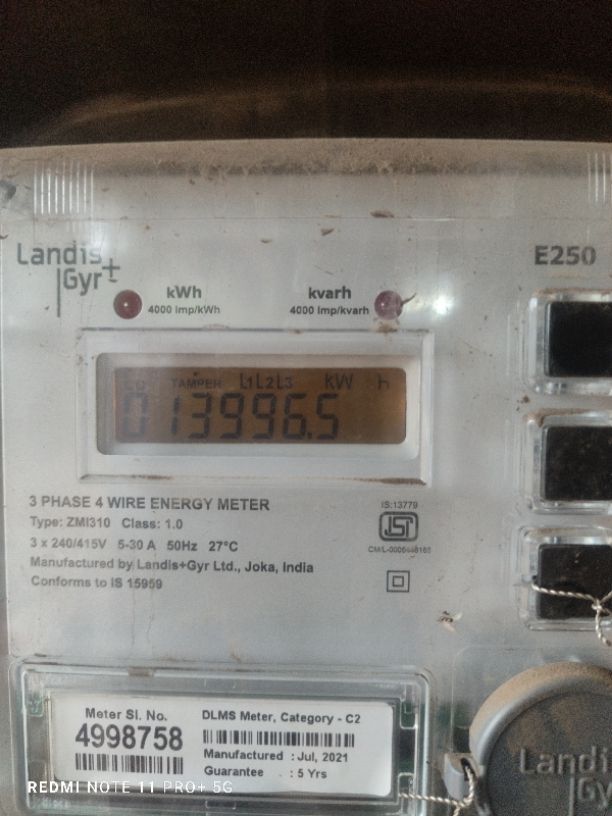 Landis
Gyr+
E250
kWh
4000 imp/kWh
kvarh
4000 imp/kvarh
TAMPER L1L2L3 kW h
013996.5
3 PHASE 4 WIRE ENERGY METER
Type: ZMI310 Class: 1.0
3 x 240/415V 5-30 A 50Hz 27°C
Manufactured by Landis+Gyr Ltd., Joka, India
Conforms to IS 15959
IS:13779
Meter Sl. No.
4998758
DLMS Meter, Category - C2
Manufactured : Jul, 2021
Guarantee : 5 Yrs
Landis
Gy
REDMI NOTE 11 PRO+ 5G